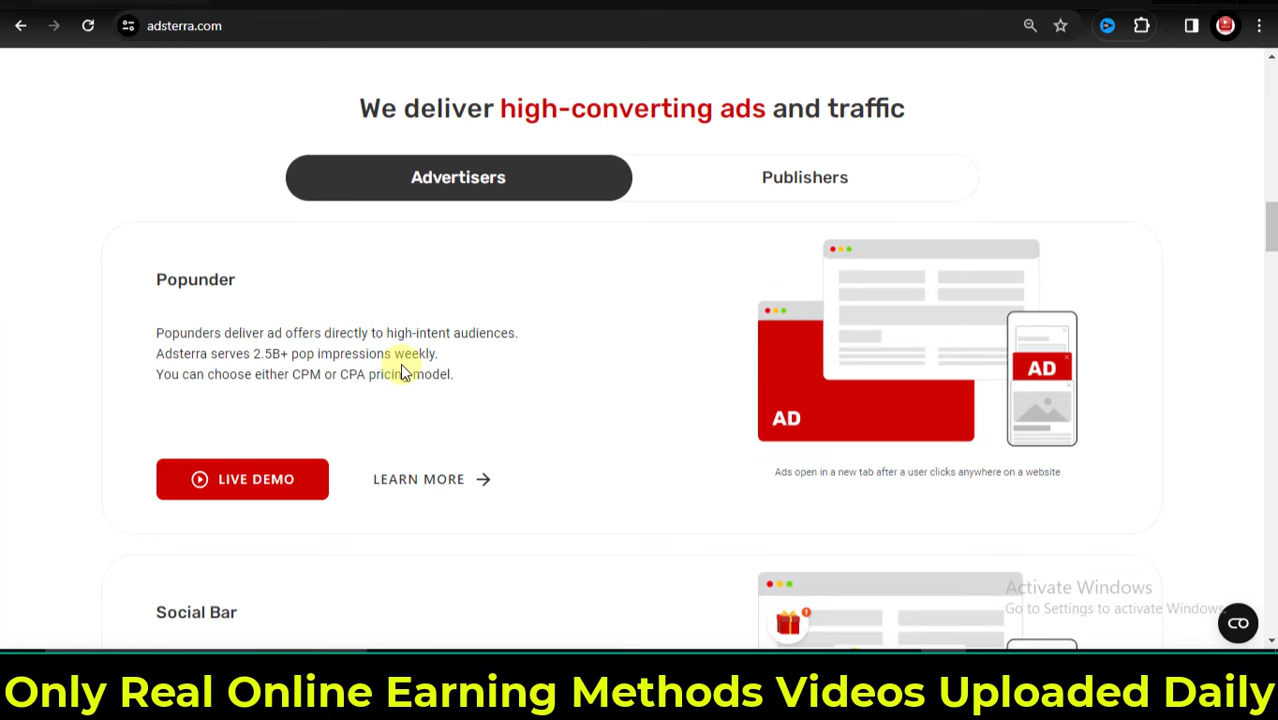 adsterra.com
We deliver high-converting ads and traffic
Advertisers
Publishers
Popunder
Popunders deliver ad offers directly to high-intent audiences.
Adsterra serves 2.5B+ pop impressions weekly.
You can choose either CPM or CPA pricing model.
LIVE DEMO
LEARN MORE
AD
AD
Ads open in a new tab after a user clicks anywhere on a website
Social Bar
Activate Windows
Go to Settings to activate Windows.
Only Real Online Earning Methods Videos Uploaded Daily